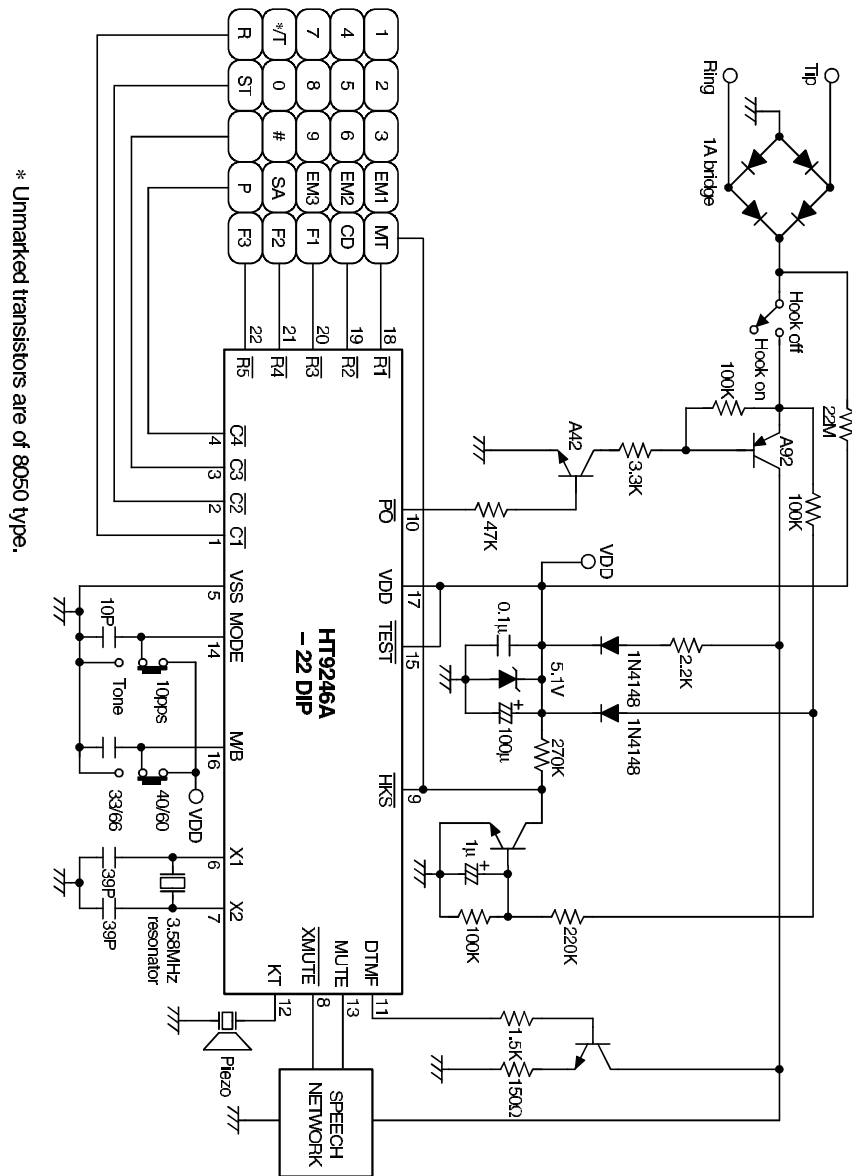 Tip
Ring
1A bridge
Hook off
Hook on
22M
100K
A92
100K
3.3K
A42
47K
VDD
2.2K
1N4148
1N4148
0.1μ
5.1V
100μ
+
270K
1μ
+
100K
220K
1.5K
150Ω
1 2 3 EM1 MT
4 5 6 EM2 CD
7 8 9 EM3 F1
*/T 0 # SA F2
R ST P F3
18
R1
19
R2
20
R3
21
R4
22
R5
10
PO
17
VDD
15
TEST
9
HKS
HT9246A
– 22 DIP
C4
4
C3
3
C2
2
C1
1
VSS
5
MODE
14
M/B
16
X1
6
X2
7
KT
12
XMUTE
8
MUTE
13
DTMF
11
10P
Tone
10pps
33/66
40/60
VDD
39P
39P
3.58MHz
resonator
Piezo
SPEECH
NETWORK
* Unmarked transistors are of 8050 type.